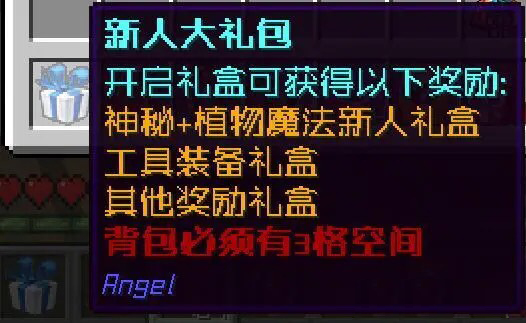 新人大礼包
开启礼盒可获得以下奖励:
神秘+植物魔法新人礼盒
工具装备礼盒
其他奖励礼盒
背包必须有3格空间
Angel